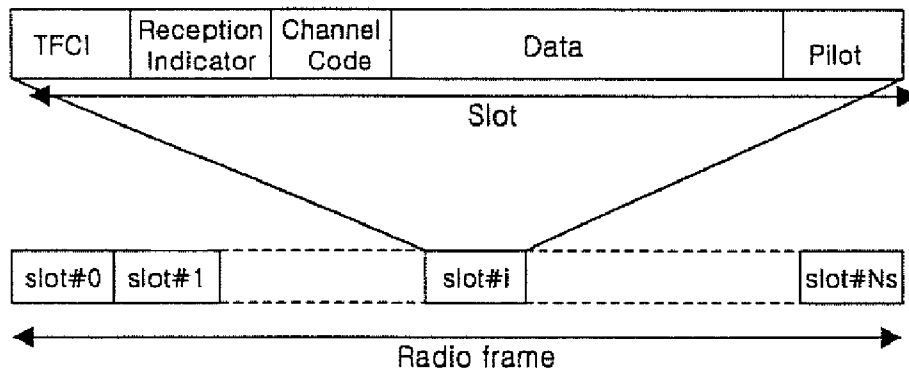 TFCI
Reception
Indicator
Channel
Code
Data
Pilot
Slot
slot#0
slot#1
slot#i
slot#Ns
Radio frame